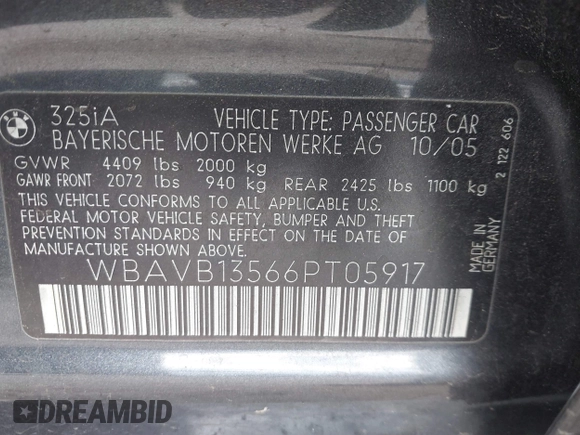 BMW
325iA VEHICLE TYPE: PASSENGER CAR
BAYERISCHE MOTOREN WERKE AG 10/05
GVWR 4409 lbs 2000 kg
GAWR FRONT 2072 lbs 940 kg REAR 2425 lbs 1100 kg
THIS VEHICLE CONFORMS TO ALL APPLICABLE U.S.
FEDERAL MOTOR VEHICLE SAFETY, BUMPER AND THEFT
PREVENTION STANDARDS IN EFFECT ON THE DATE OF
MANUFACTURE SHOWN ABOVE.
WBAVB13566PT05917
MADE IN
GERMANY
2 122 606
DREAMBID